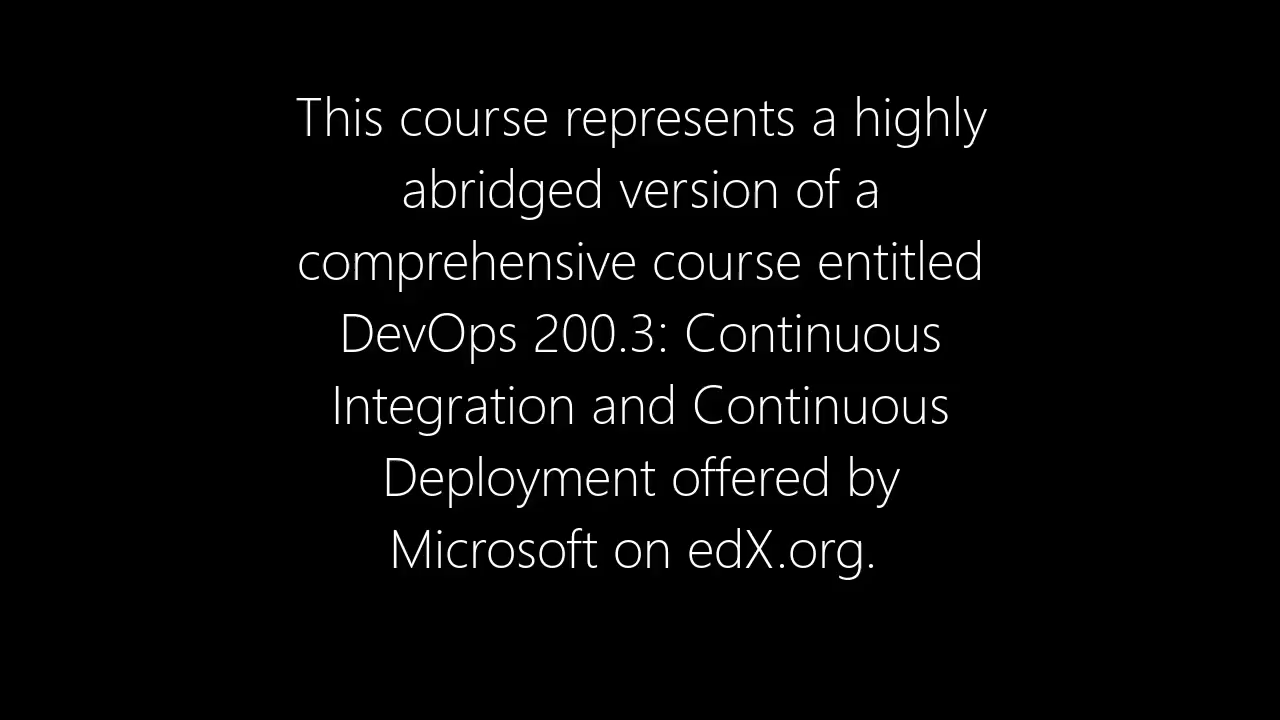 This course represents a highly
abridged version of a
comprehensive course entitled
DevOps 200.3: Continuous
Integration and Continuous
Deployment offered by
Microsoft on edX.org.